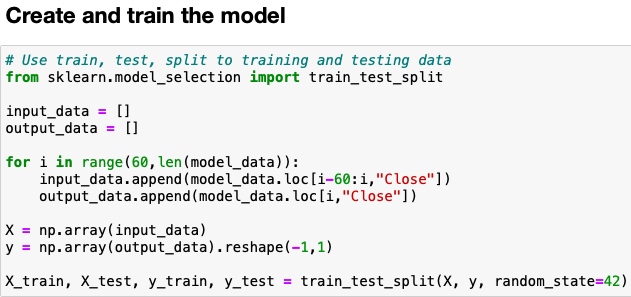 Create and train the model
# Use train, test, split to training and testing data
from sklearn.model_selection import train_test_split
input_data = []
output_data = []
for i in range(60,len(model_data)):
    input_data.append(model_data.loc[i-60:i,"Close"])
    output_data.append(model_data.loc[i,"Close"])
X = np.array(input_data)
y = np.array(output_data).reshape(-1,1)
X_train, X_test, y_train, y_test = train_test_split(X, y, random_state=42)